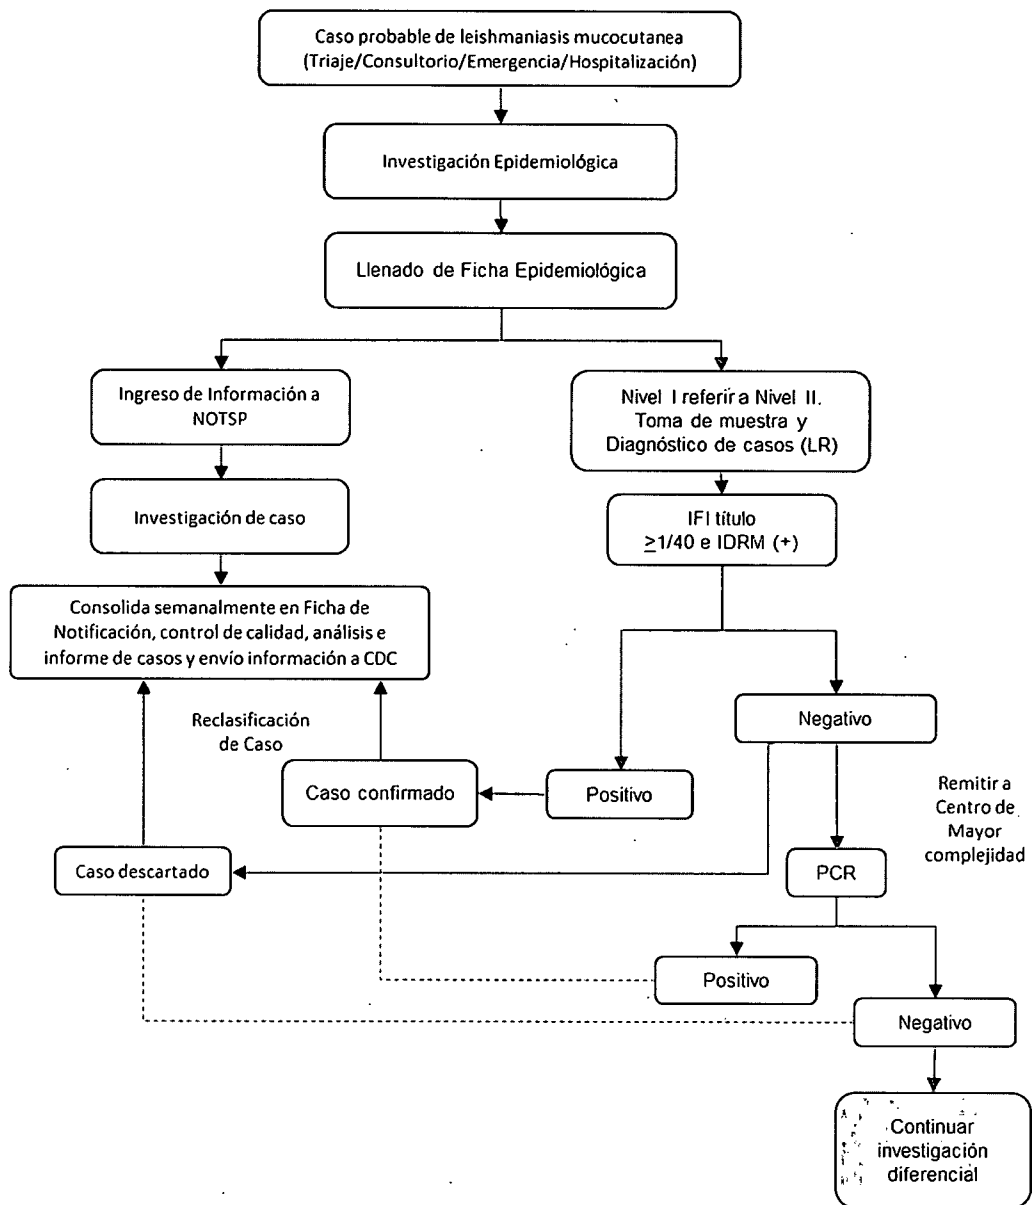 Caso probable de leishmaniasis mucocutanea
(Triaje/Consultorio/Emergencia/Hospitalización)
Investigación Epidemiológica
Llenado de Ficha Epidemiológica
Ingreso de Información a
NOTSP
Nivel I referir a Nivel II.
Toma de muestra y
Diagnóstico de casos (LR)
Investigación de caso
IFI título
≥1/40 e IDRM (+)
Consolida semanalmente en Ficha de
Notificación, control de calidad, análisis e
informe de casos y envío información a CDC
Reclasificación
de Caso
Negativo
Caso confirmado
Positivo
Remitir a
Centro de
Mayor
complejidad
Caso descartado
PCR
Positivo
Negativo
Continuar
investigación
diferencial